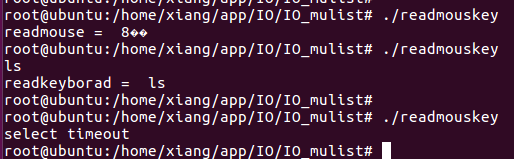 root@ubuntu:/home/xiang/app/IO/IO_mulist# ./readmouskey
readmouse =  8��
root@ubuntu:/home/xiang/app/IO/IO_mulist# ./readmouskey
ls
readkeyborad =  ls
root@ubuntu:/home/xiang/app/IO/IO_mulist#
root@ubuntu:/home/xiang/app/IO/IO_mulist# ./readmouskey
select timeout
root@ubuntu:/home/xiang/app/IO/IO_mulist#